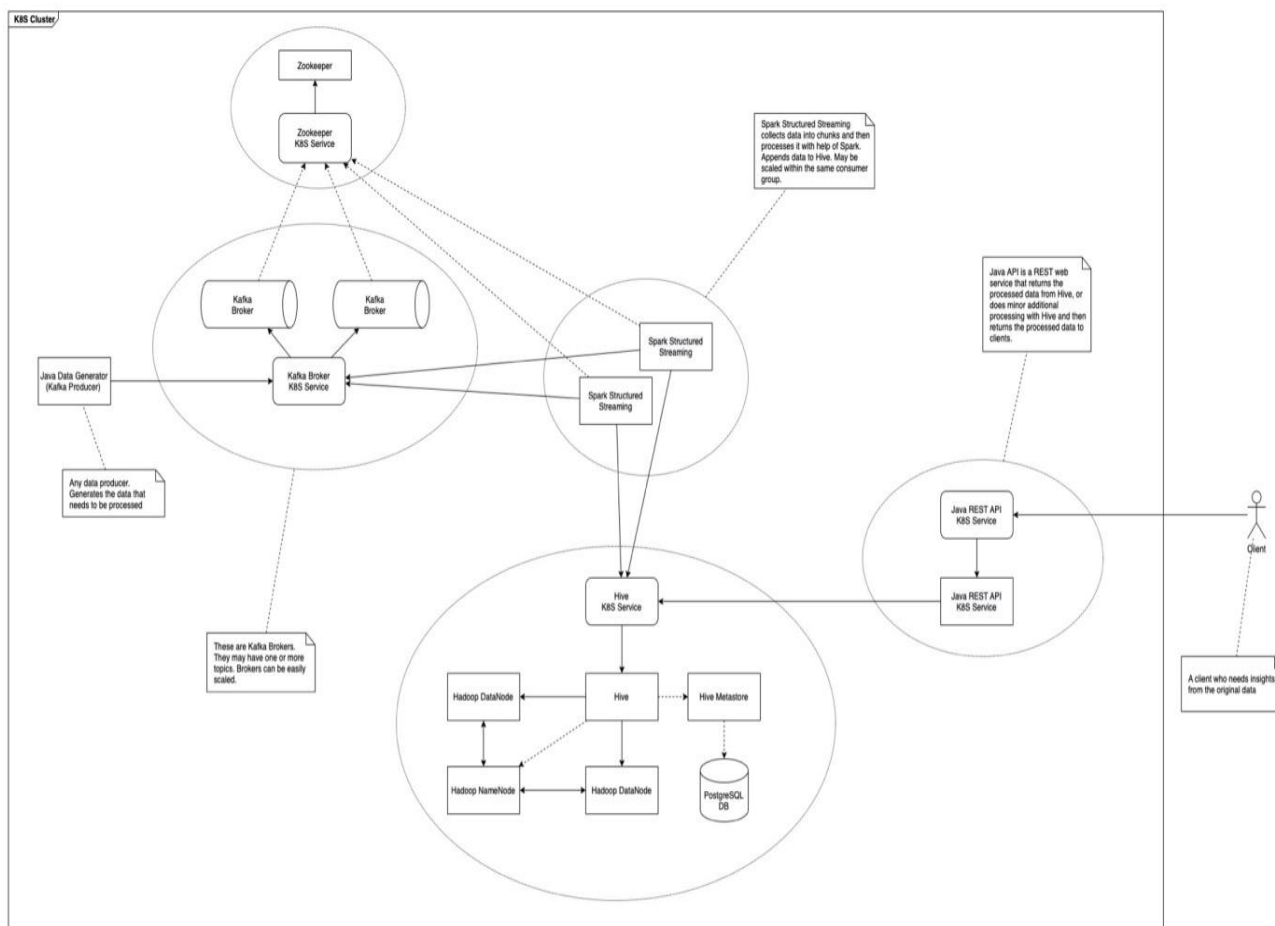 K8S Cluster
Zookeeper
Zookeeper
K8S Serivce
Spark Structured Streaming
collects data into chunks and then
processes it with help of Spark.
Appends data to Hive. May be
scaled within the same consumer
group.
Java API is a REST web
service that returns the
processed data from Hive, or
does minor additional
processing with Hive and then
returns the processed data to
clients.
Kafka
Broker
Kafka
Broker
Spark Structured
Streaming
Java Data Generator
(Kafka Producer)
Kafka Broker
K8S Service
Spark Structured
Streaming
Any data producer.
Generates the data that
needs to be processed
Java REST API
K8S Service
Client
Hive
K8S Service
Java REST API
K8S Service
These are Kafka Brokers.
They may have one or more
topics. Brokers can be easily
scaled.
A client who needs insights
from the original data
Hadoop DataNode
Hive
Hive Metastore
Hadoop NameNode
Hadoop DataNode
PostgreSQL
DB